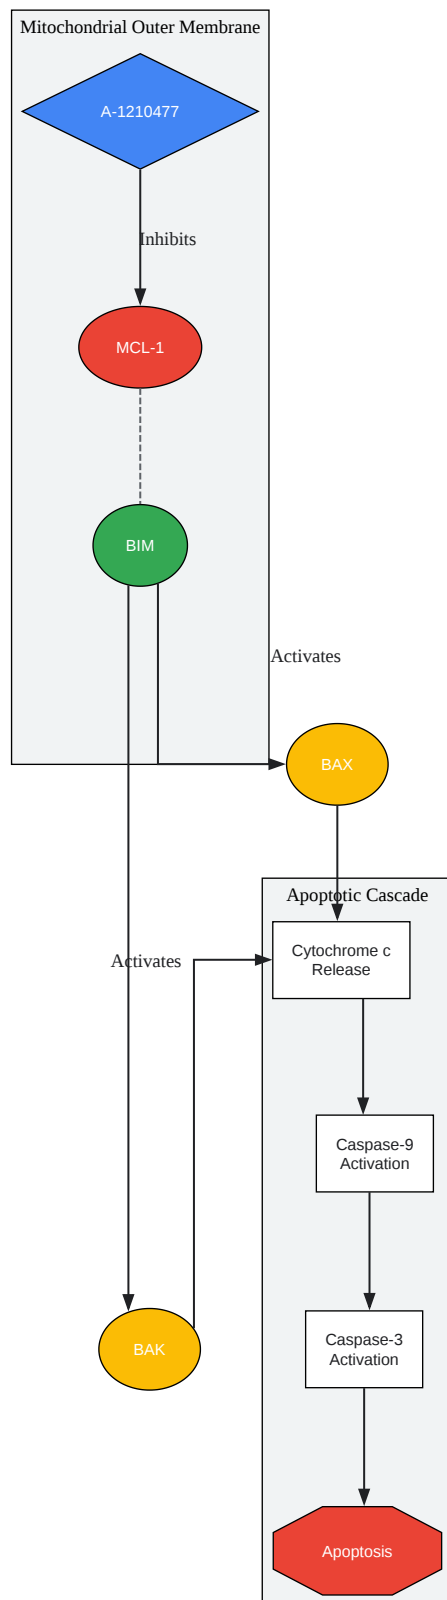 Mitochondrial Outer Membrane
A-1210477
Inhibits
MCL-1
BIM
Activates
BAX
Apoptotic Cascade
Cytochrome c
Release
Activates
Caspase-9
Activation
Caspase-3
Activation
BAK
Apoptosis